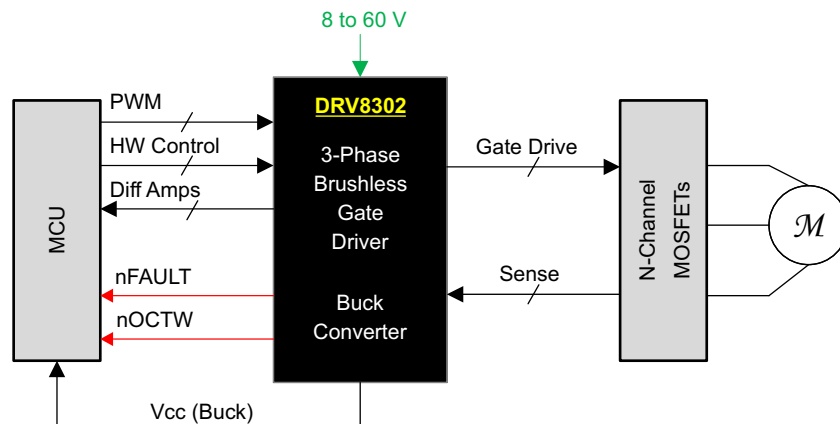 8 to 60 V
PWM
HW Control
Diff Amps
nFAULT
nOCTW
MCU
DRV8302
3-Phase
Brushless
Gate
Driver
Buck
Converter
Gate Drive
Sense
N-Channel
MOSFETs
M
Vcc (Buck)